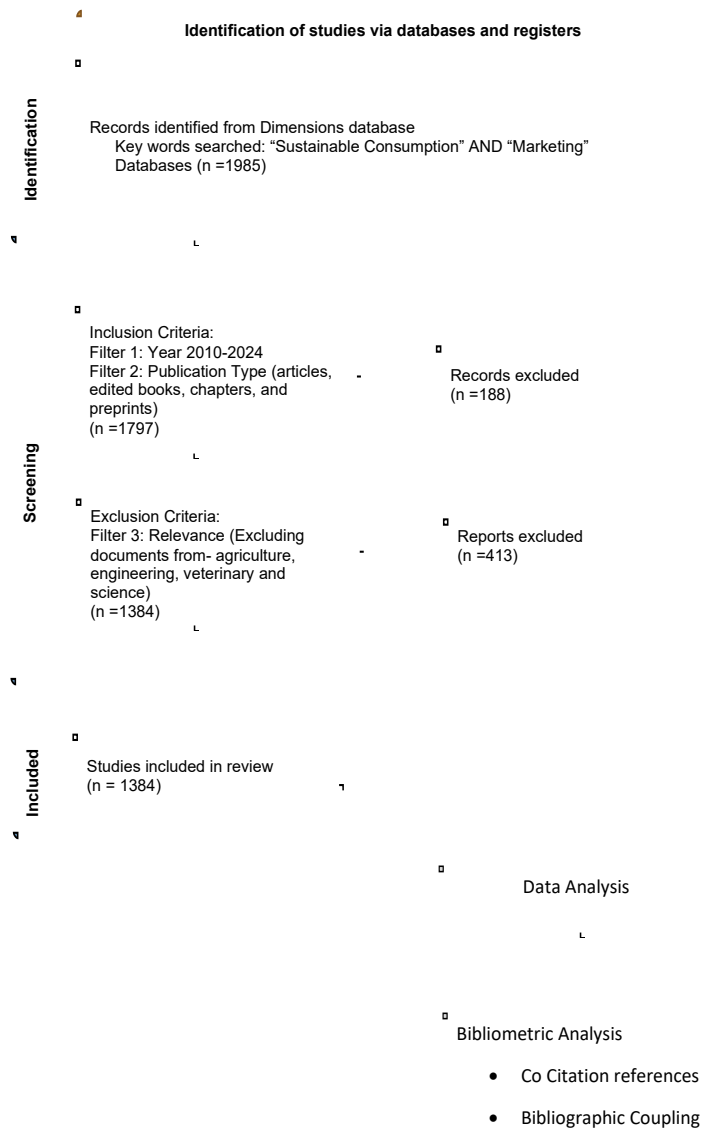 Identification of studies via databases and registers
Identification
Records identified from Dimensions database
Key words searched: “Sustainable Consumption” AND “Marketing”
Databases (n =1985)
Screening
Inclusion Criteria:
Filter 1: Year 2010-2024
Filter 2: Publication Type (articles,
edited books, chapters, and
preprints)
(n =1797)
Records excluded
(n =188)
Exclusion Criteria:
Filter 3: Relevance (Excluding
documents from- agriculture,
engineering, veterinary and
science)
(n =1384)
Reports excluded
(n =413)
Included
Studies included in review
(n = 1384)
Data Analysis
Bibliometric Analysis
• Co Citation references
• Bibliographic Coupling